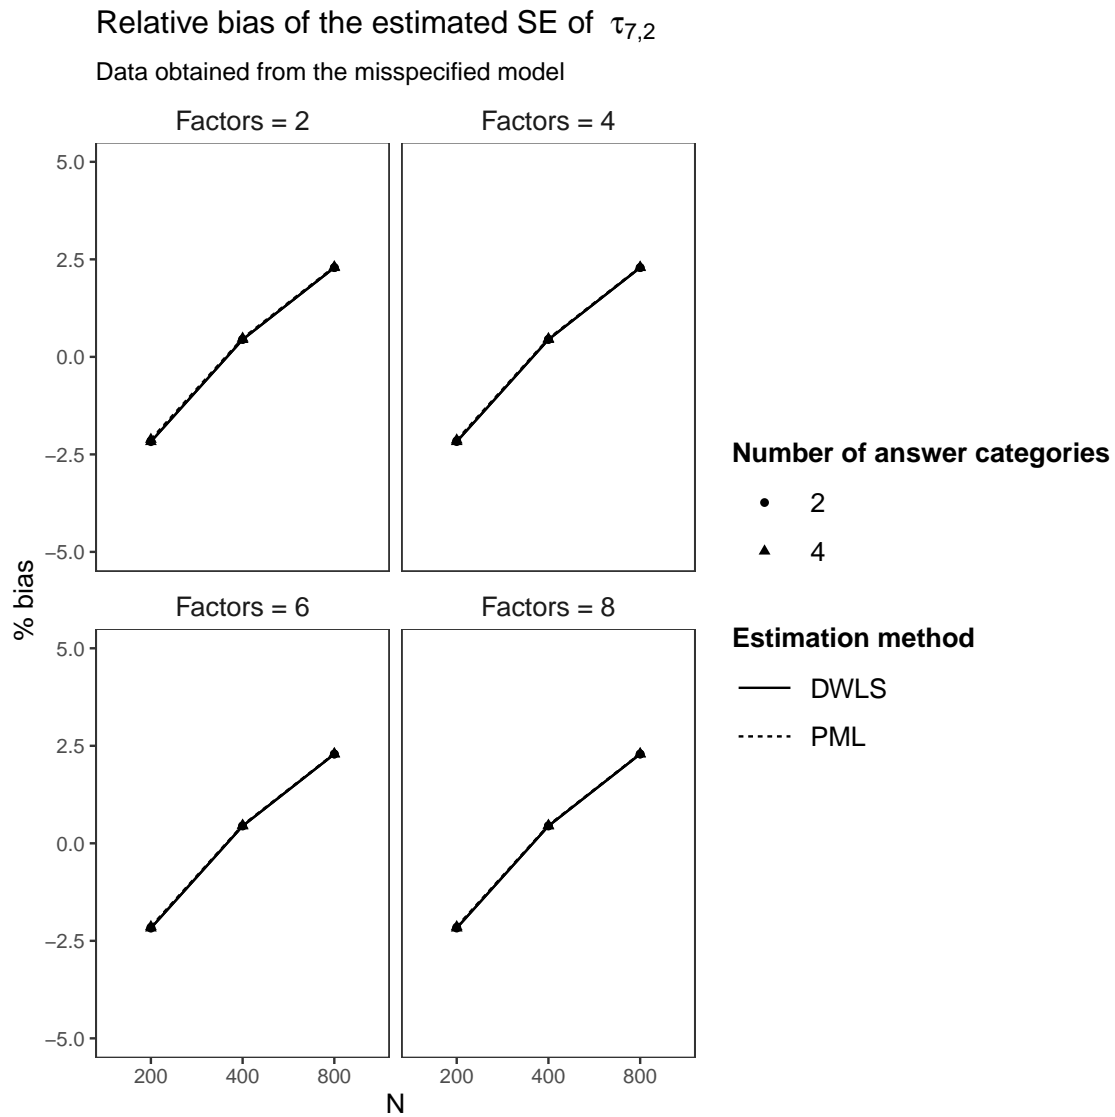 Relative bias of the estimated SE of τ7,2
Data obtained from the misspecified model
Factors = 2
Factors = 4
5.0
2.5
0.0
−2.5
−5.0
Factors = 6
Factors = 8
5.0
2.5
0.0
−2.5
−5.0
200 400 800
200 400 800
N
% bias
Number of answer categories
2
4
Estimation method
DWLS
PML